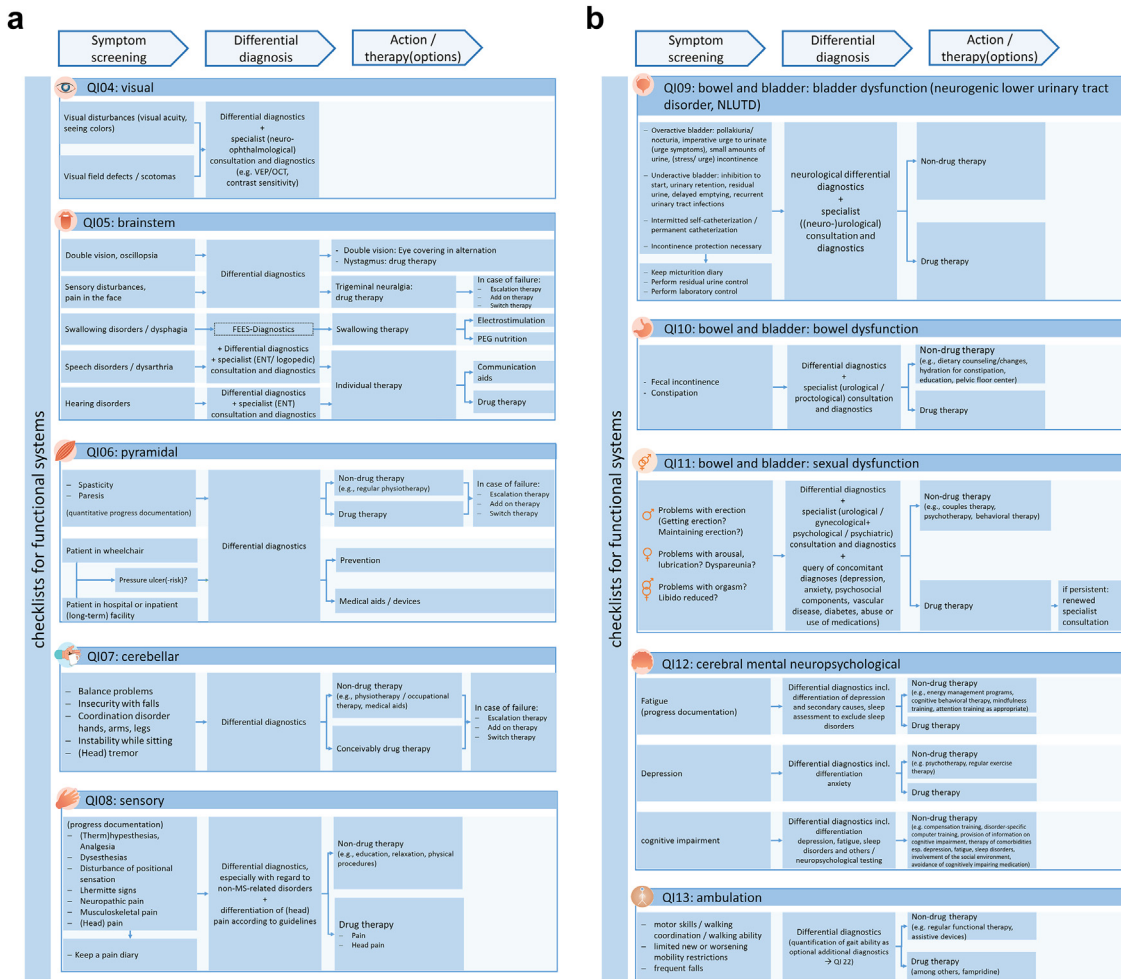 a
Symptom
screening
Differential
diagnosis
Action /
therapy(options)
checklists for functional systems
QI04: visual
Visual disturbances (visual acuity,
seeing colors)
Visual field defects / scotomas
Differential diagnostics
+
specialist (neuro-
ophthalmological)
consultation and diagnostics
(e.g. VEP/OCT,
contrast sensitivity)
QI05: brainstem
Double vision, oscillopsia
Sensory disturbances,
pain in the face
Differential diagnostics
- Double vision: Eye covering in alternation
- Nystagmus: drug therapy
Trigeminal neuralgia:
drug therapy
In case of failure:
– Escalation therapy
– Add on therapy
– Switch therapy
Swallowing disorders / dysphagia
FEES-Diagnostics
Swallowing therapy
Electrostimulation
PEG nutrition
Speech disorders / dysarthria
+ Differential diagnostics
+ specialist (ENT/ logopedic)
consultation and diagnostics
Individual therapy
Communication
aids
Drug therapy
Hearing disorders
Differential diagnostics
+ specialist (ENT)
consultation and diagnostics
QI06: pyramidal
– Spasticity
– Paresis
(quantitative progress documentation)
Patient in wheelchair
Pressure ulcer(-risk)?
Patient in hospital or inpatient
(long-term) facility
Differential diagnostics
Non-drug therapy
(e.g., regular physiotherapy)
Drug therapy
In case of failure:
– Escalation therapy
– Add on therapy
– Switch therapy
Prevention
Medical aids / devices
QI07: cerebellar
– Balance problems
– Insecurity with falls
– Coordination disorder
hands, arms, legs
– Instability while sitting
– (Head) tremor
Differential diagnostics
Non-drug therapy
(e.g., physiotherapy / occupational
therapy, medical aids)
Conceivably drug therapy
In case of failure:
– Escalation therapy
– Add on therapy
– Switch therapy
QI08: sensory
(progress documentation)
– (Therm)hypesthesias,
Analgesia
– Dysesthesias
– Disturbance of positional
sensation
– Lhermitte signs
– Neuropathic pain
– Musculoskeletal pain
– (Head) pain
– Keep a pain diary
Differential diagnostics,
especially with regard to
non-MS-related disorders
+
differentiation of (head)
pain according to guidelines
Non-drug therapy
(e.g., education, relaxation, physical
procedures)
Drug therapy
– Pain
– Head pain
b
Symptom
screening
Differential
diagnosis
Action /
therapy(options)
checklists for functional systems
QI09: bowel and bladder: bladder dysfunction (neurogenic lower urinary tract
disorder, NLUTD)
– Overactive bladder: pollakiuria/
nocturia, imperative urge to urinate
(urge symptoms), small amounts of
urine, (stress/ urge) incontinence
– Underactive bladder: inhibition to
start, urinary retention, residual
urine, delayed emptying, recurrent
urinary tract infections
– Intermitted self-catheterization /
permanent catheterization
– Incontinence protection necessary
– Keep micturition diary
– Perform residual urine control
– Perform laboratory control
neurological differential
diagnostics
+
specialist
((neuro-)urological)
consultation and
diagnostics
Non-drug therapy
Drug therapy
QI10: bowel and bladder: bowel dysfunction
- Fecal incontinence
- Constipation
Differential diagnostics
+
specialist (urological /
proctological) consultation
and diagnostics
Non-drug therapy
(e.g., dietary counseling/changes,
hydration for constipation,
education, pelvic floor center)
Drug therapy
QI11: bowel and bladder: sexual dysfunction
Problems with erection
(Getting erection?
Maintaining erection?)
Problems with arousal,
lubrication? Dyspareunia?
Problems with orgasm?
Libido reduced?
Differential diagnostics
+
specialist (urological /
gynecological+
psychological / psychiatric)
consultation and diagnostics
+
query of concomitant
diagnoses (depression,
anxiety, psychosocial
components, vascular
disease, diabetes, abuse or
use of medications)
Non-drug therapy
(e.g., couples therapy,
psychotherapy, behavioral therapy)
Drug therapy
if persistent:
renewed
specialist
consultation
QI12: cerebral mental neuropsychological
Fatigue
(progress documentation)
Differential diagnostics incl.
differentiation of depression
and secondary causes, sleep
assessment to exclude sleep
disorders
Non-drug therapy
(e.g., energy management programs,
cognitive behavioral therapy, mindfulness
training, attention training as appropriate)
Drug therapy
Depression
Differential diagnostics incl.
differentiation
anxiety
Non-drug therapy
(e.g. psychotherapy, regular exercise
therapy)
Drug therapy
cognitive impairment
Differential diagnostics incl.
differentiation
depression, fatigue, sleep
disorders and others /
neuropsychological testing
Non-drug therapy
(e.g. compensation training, disorder-specific
computer training, provision of information on
cognitive impairment, therapy of comorbidities
esp. depression, fatigue, sleep disorders,
involvement of the social environment,
avoidance of cognitively impairing medication)
QI13: ambulation
– motor skills / walking
coordination / walking ability
– limited new or worsening
mobility restrictions
– frequent falls
Differential diagnostics
(quantification of gait ability as
optional additional diagnostics
→ QI 22)
Non-drug therapy
(e.g. regular functional therapy,
assistive devices)
Drug therapy
(among others, fampridine)